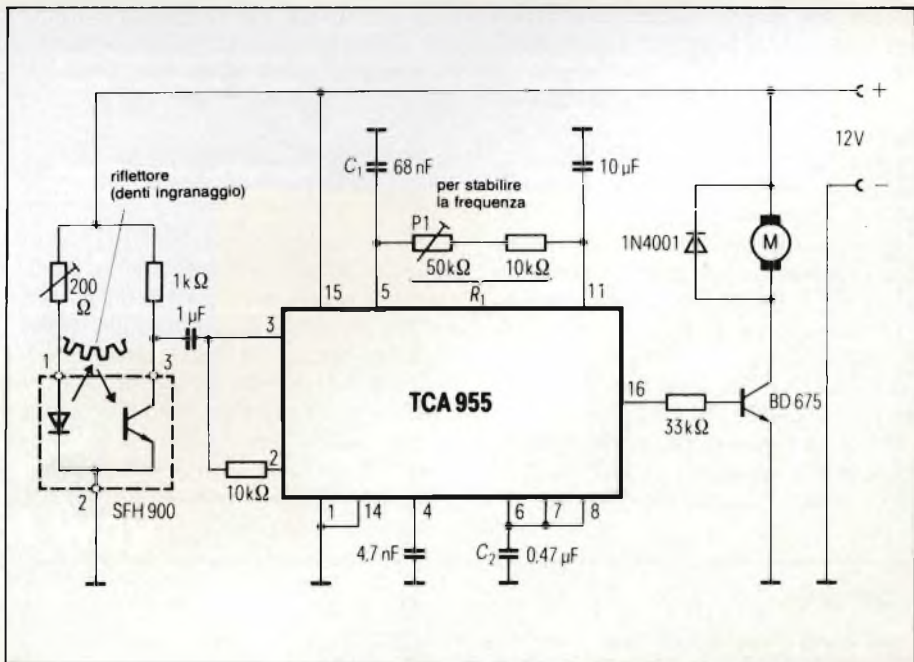 +
12V
−
C₁
68 nF
10 µF
riflettore
(denti ingranaggio)
per stabilire
la frequenza
P1
50kΩ
10kΩ
R₁
1N4001
M
200
Ω
1kΩ
1µF
15
5
11
1
3
3
TCA 955
16
33kΩ
BD 675
2
10kΩ
2
SFH 900
1
14
4
6
7
8
4,7 nF
C₂
0,47 µF